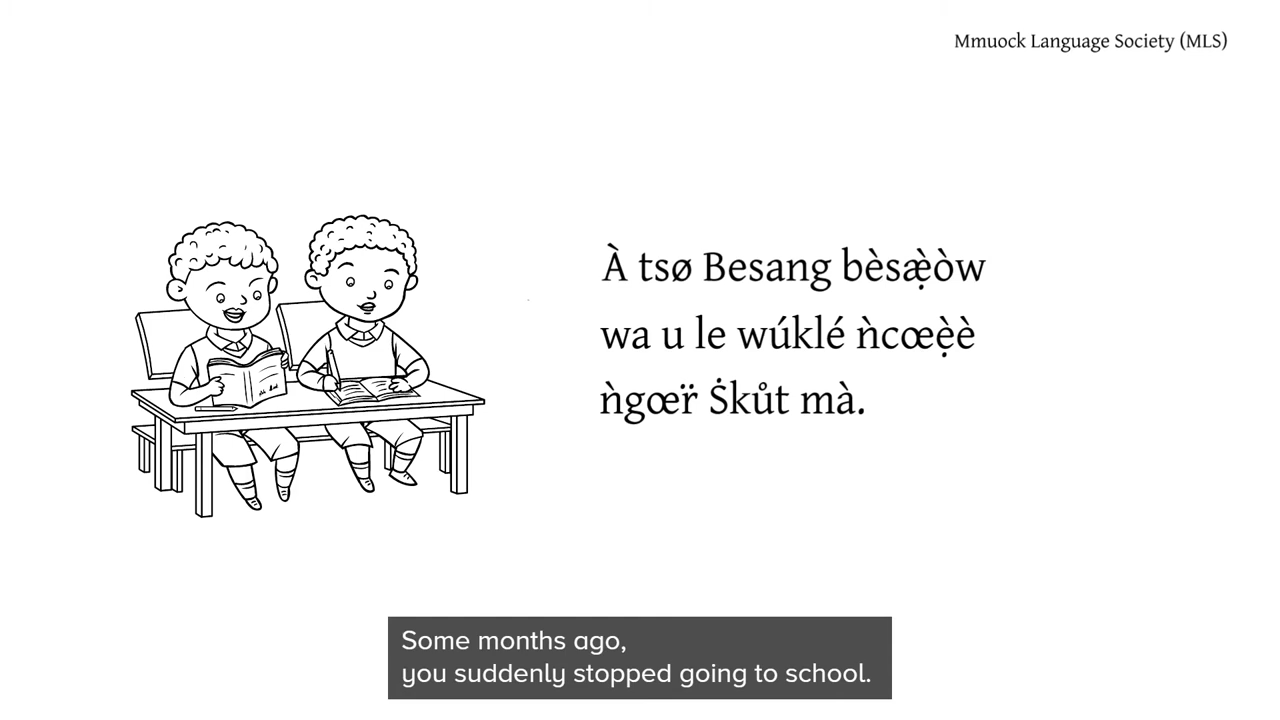 Mmuock Language Society (MLS)
À tsø Besang bèsæ̣̀òw
wa u le wúklé ǹcœẹ̀è
ǹgœr̈ Ṡků̇t mà.
Some months ago,
you suddenly stopped going to school.